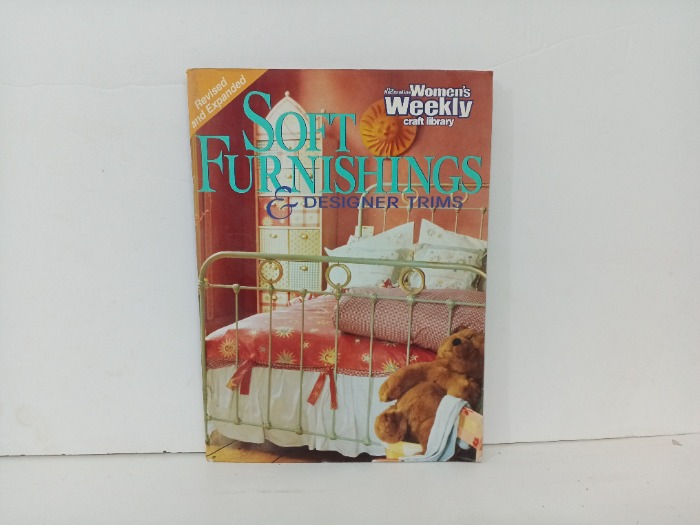 Revised
and Expanded
Women's
Weekly
craft library
SOFT
FURNISHINGS
& DESIGNER TRIMS